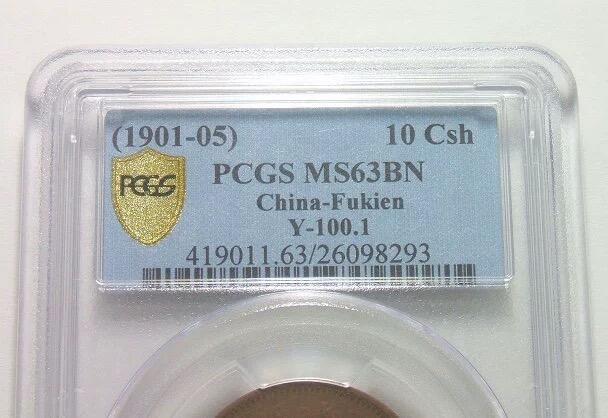 (1901-05) 10 Csh
PCGS MS63BN
PCGS
China-Fukien
Y-100.1
419011.63/26098293